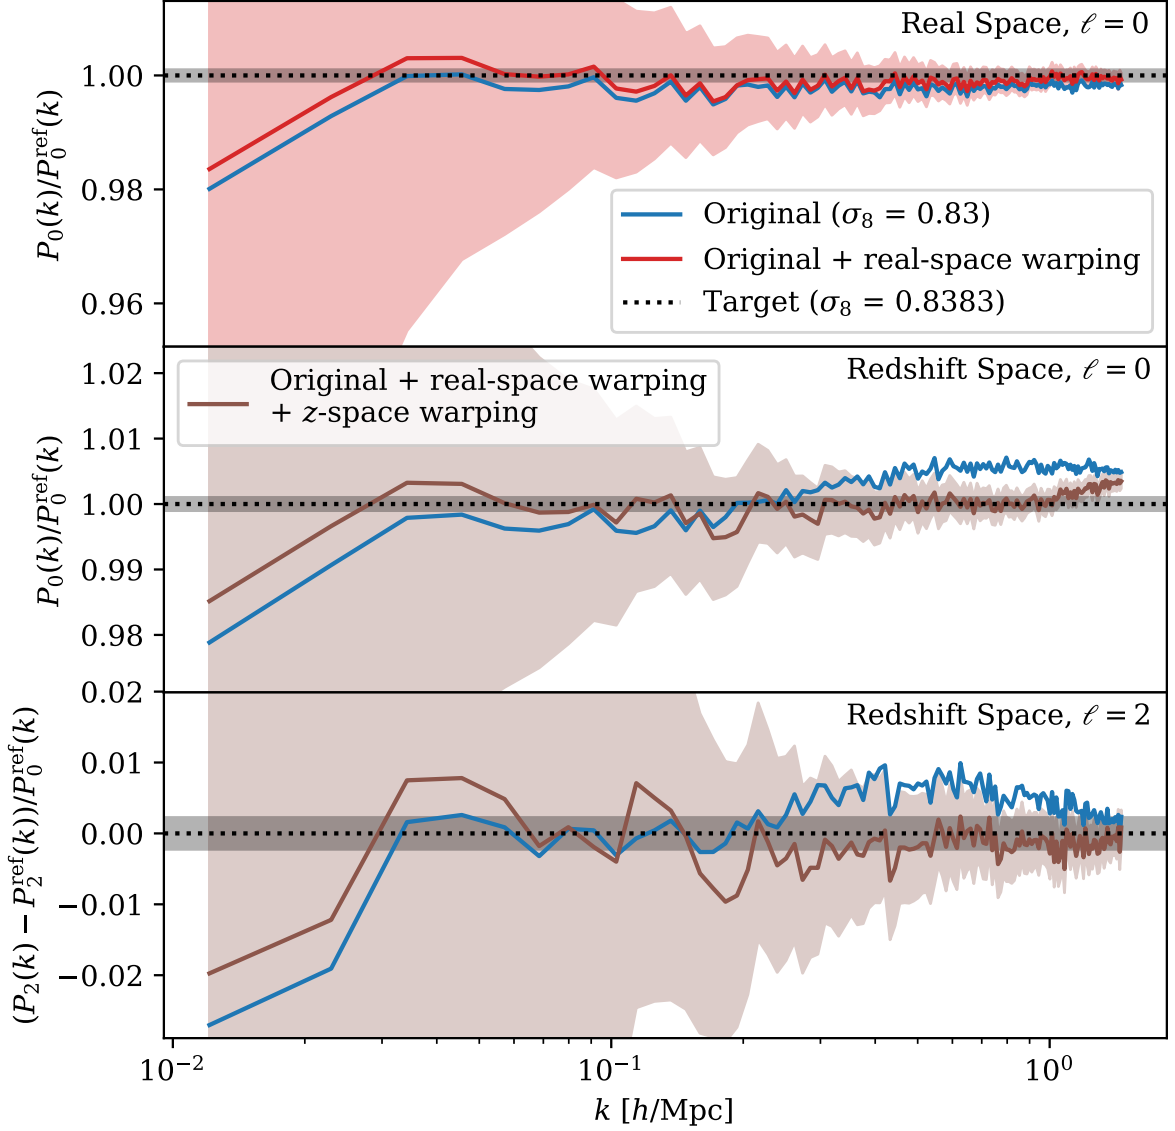 Real Space, ℓ = 0
1.00
0.98
0.96
P₀(k)/P₀ʳᵉᶠ(k)
Original (σ₈ = 0.83)
Original + real-space warping
Target (σ₈ = 0.8383)
Redshift Space, ℓ = 0
1.02
1.01
1.00
0.99
0.98
P₀(k)/P₀ʳᵉᶠ(k)
Original + real-space warping
+ z-space warping
Redshift Space, ℓ = 2
0.02
0.01
0.00
−0.01
−0.02
(P₂(k) − P₂ʳᵉᶠ(k))/P₀ʳᵉᶠ(k)
10⁻²
10⁻¹
10⁰
k [h/Mpc]